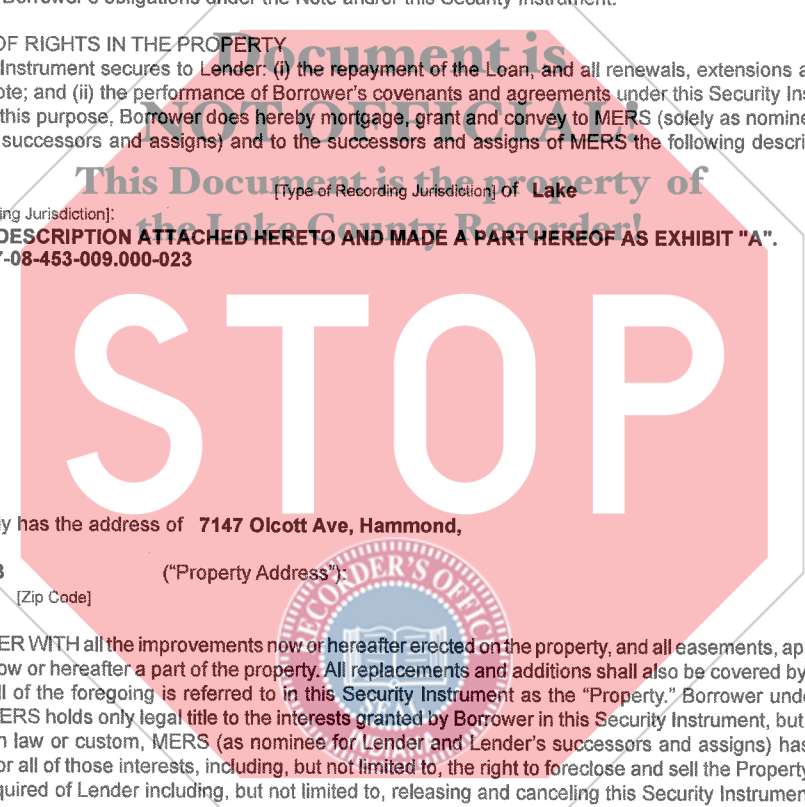 Borrower's obligations under the Note and/or this Security Instrument.
OF RIGHTS IN THE PROPERTY
Document is
Instrument secures to Lender: (i) the repayment of the Loan, and all renewals, extensions a
ote; and (ii) the performance of Borrower's covenants and agreements under this Security Ins
NOT OFFICIAL!
this purpose, Borrower does hereby mortgage, grant and convey to MERS (solely as nomine
successors and assigns) and to the successors and assigns of MERS the following descri
This Document is the property of
[Type of Recording Jurisdiction] of Lake
ing Jurisdiction]:
the Lake County Recorder!
DESCRIPTION ATTACHED HERETO AND MADE A PART HEREOF AS EXHIBIT "A".
7-08-453-009.000-023
STOP
y has the address of 7147 Olcott Ave, Hammond,
("Property Address"):
[Zip Code]
RECORDER'S OFFICE
SEAL
ER WITH all the improvements now or hereafter erected on the property, and all easements, ap
ow or hereafter a part of the property. All replacements and additions shall also be covered by
ll of the foregoing is referred to in this Security Instrument as the "Property." Borrower unde
ERS holds only legal title to the interests granted by Borrower in this Security Instrument, but
h law or custom, MERS (as nominee for Lender and Lender's successors and assigns) has
or all of those interests, including, but not limited to, the right to foreclose and sell the Property
quired of Lender including, but not limited to, releasing and canceling this Security Instrumen